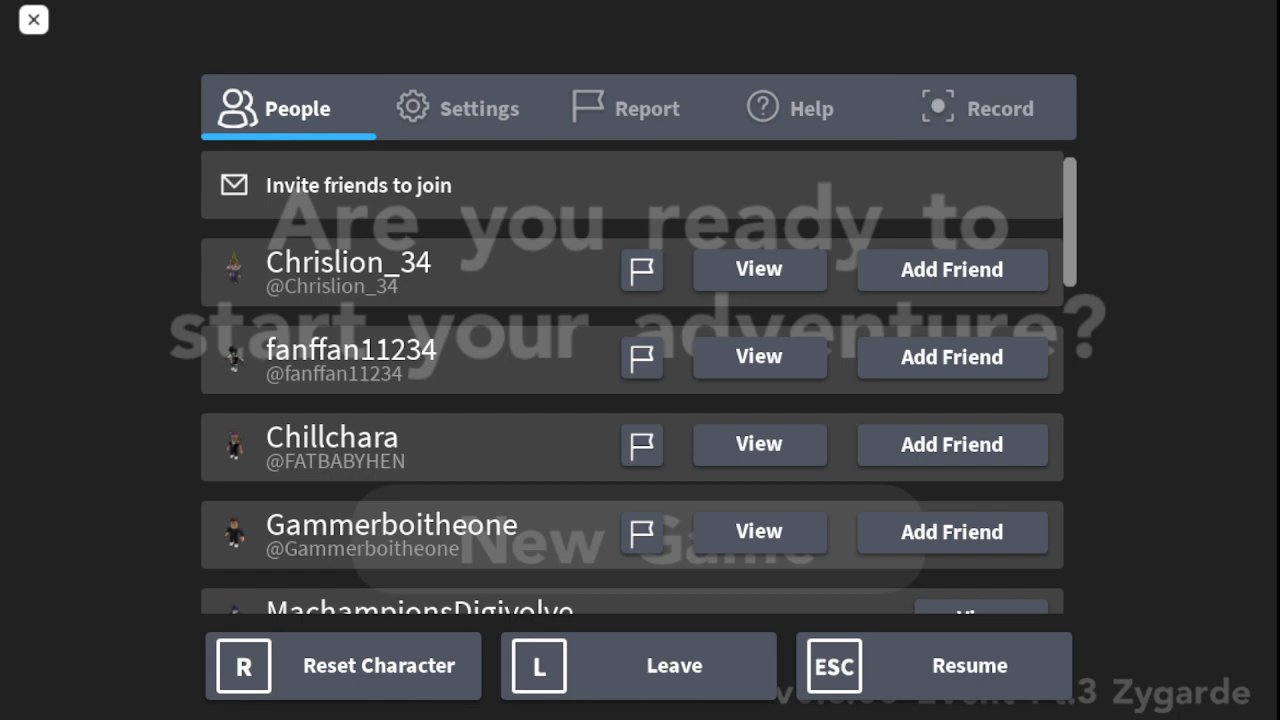 People Settings Report Help Record
Invite friends to join
Are you ready to
Chrislion_34
@Chrislion_34
View Add Friend
start your adventure?
fanffan11234
@fanffan11234
View Add Friend
Chillchara
@FATBABYHEN
View Add Friend
Gammerboitheone
@Gammerboitheone
View Add Friend
New Game
MachampionsDigivolve
R Reset Character L Leave ESC Resume
Zygarde